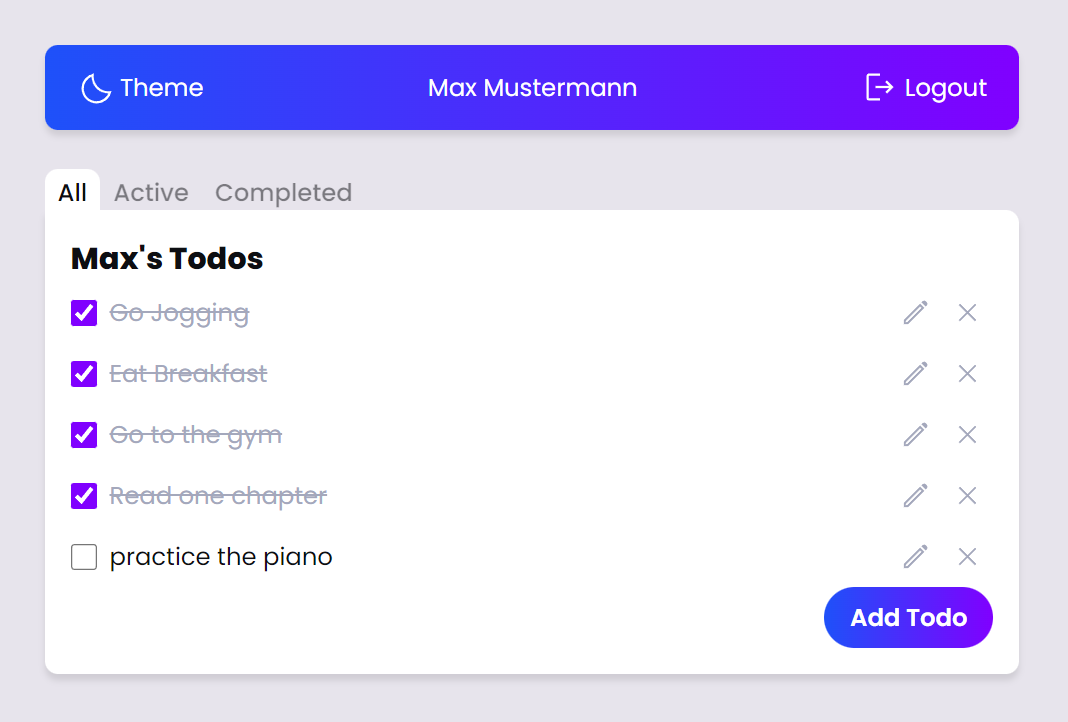 Theme
Max Mustermann
Logout
All
Active
Completed
Max's Todos
Go Jogging
Eat Breakfast
Go to the gym
Read one chapter
practice the piano
Add Todo